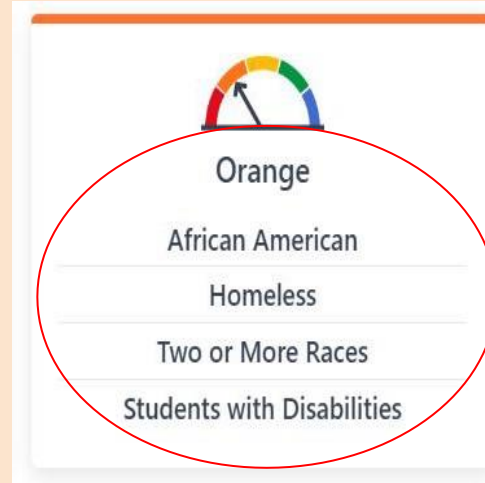 Orange
African American
Homeless
Two or More Races
Students with Disabilities